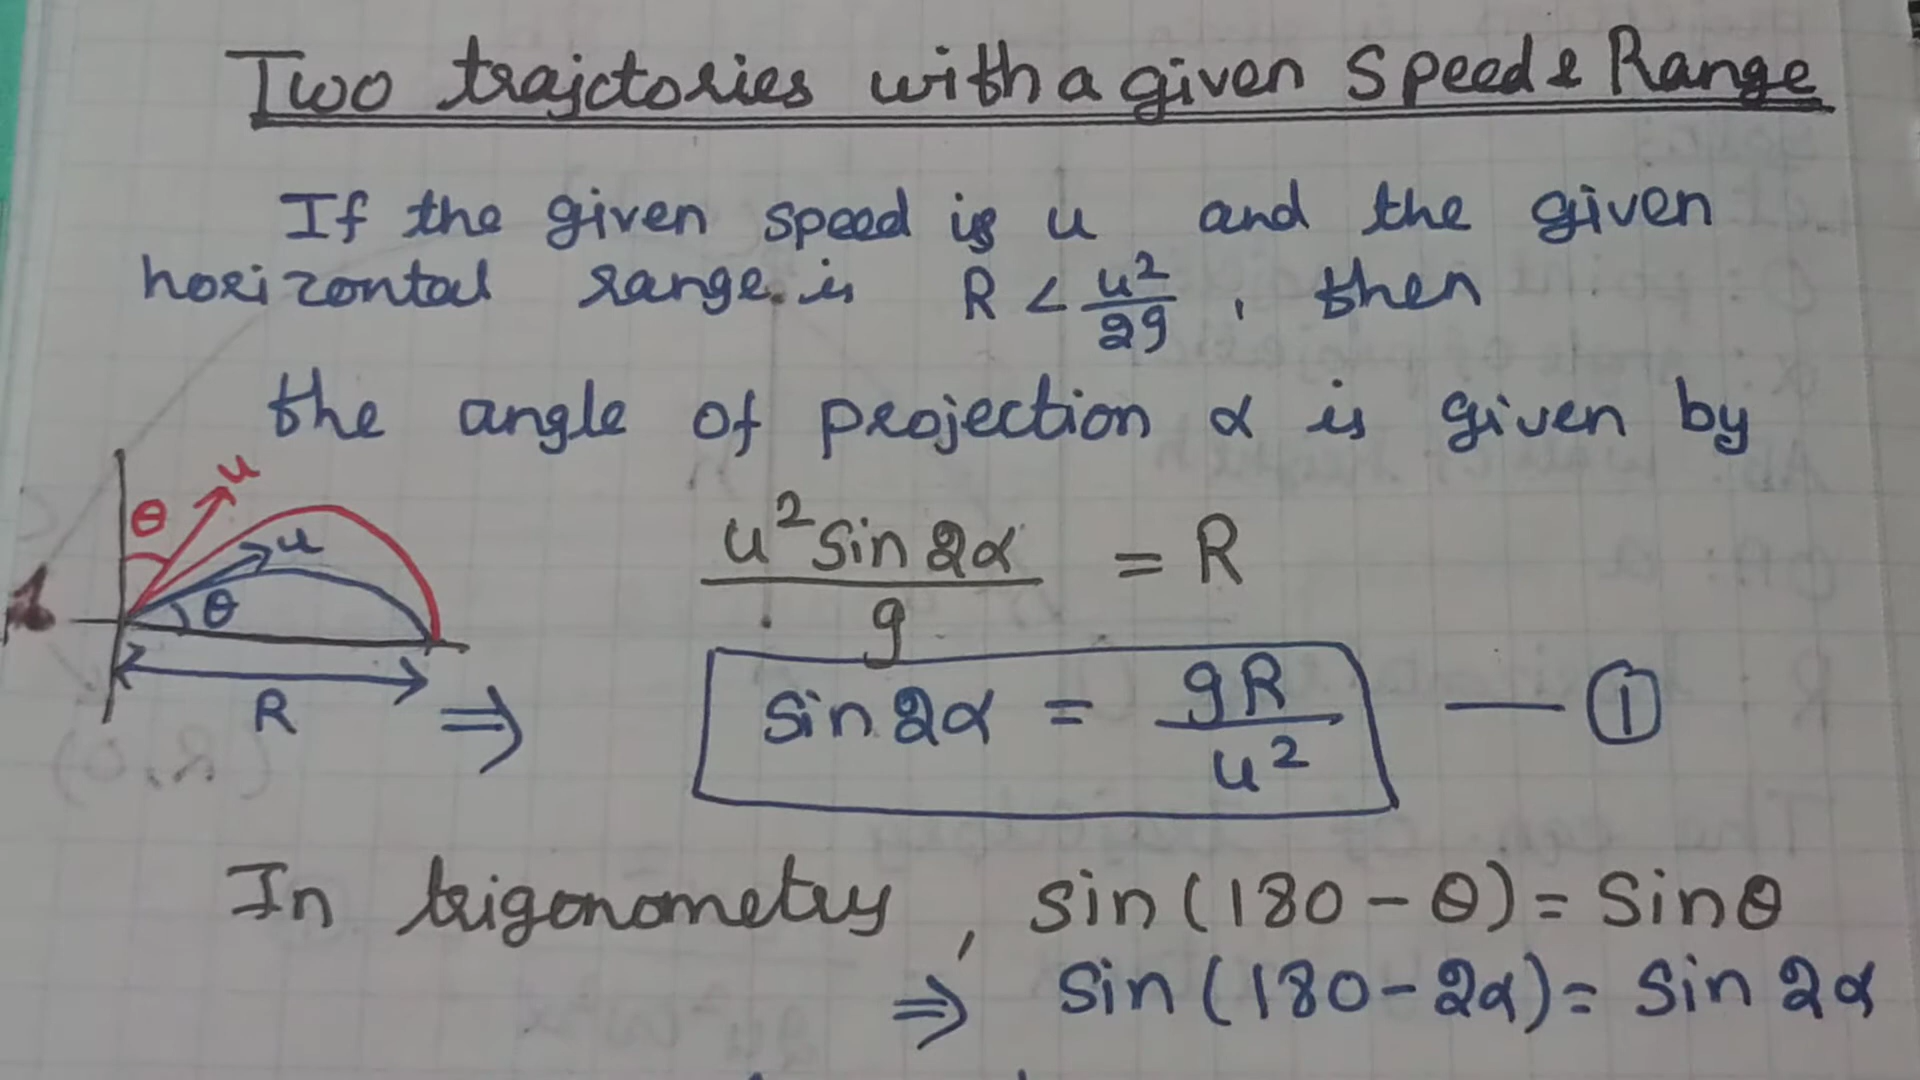 Two trajctories with a given Speed & Range
If the given speed is u and the given
horizontal range is R < u²/2g , then
the angle of projection α is given by
θ u
u
θ
R
u² sin 2α / g = R
⇒ sin 2α = gR / u² — ①
In trigonometry, sin(180 - θ) = Sin θ
⇒ Sin(180 - 2α) = Sin 2α